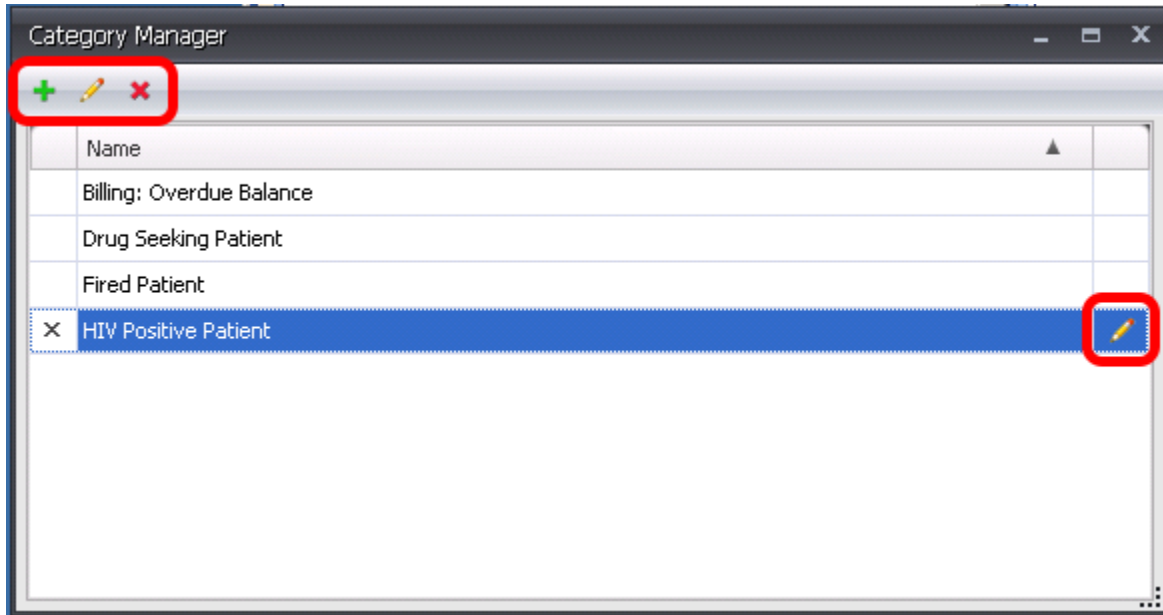 Category Manager
Name
Billing: Overdue Balance
Drug Seeking Patient
Fired Patient
HIV Positive Patient